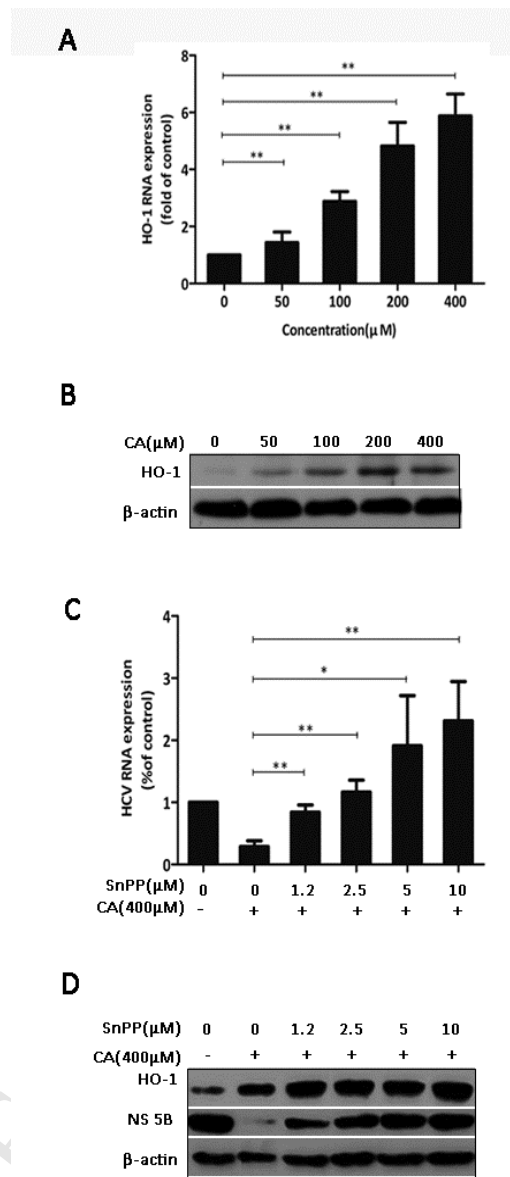 A
HO-1 RNA expression
(fold of control)
8
6
4
2
0
**
**
**
**
0 50 100 200 400
Concentration(μM)
B
CA(μM) 0 50 100 200 400
HO-1
β-actin
C
HCV RNA expression
(%of control)
4
3
2
1
0
**
*
**
**
SnPP(μM) 0 0 1.2 2.5 5 10
CA(400μM) - + + + + +
D
SnPP(μM) 0 0 1.2 2.5 5 10
CA(400μM) - + + + + +
HO-1
NS 5B
β-actin